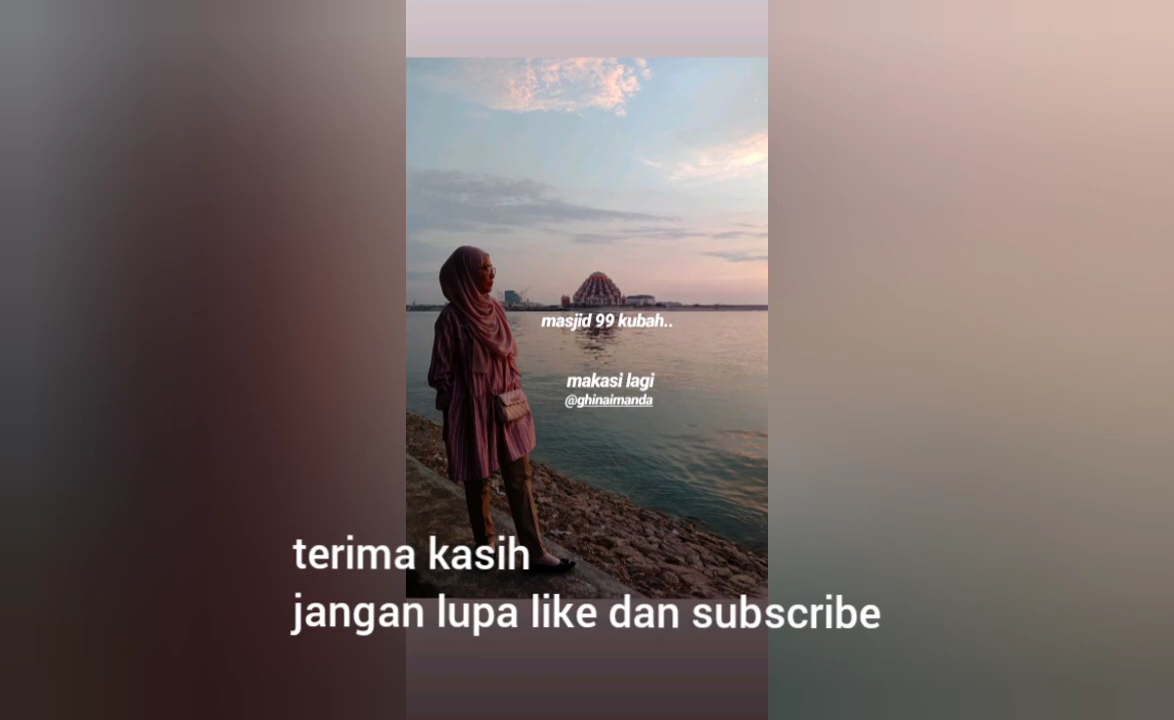 masjid 99 kubah..
makasi lagi
@ghinaimanda
terima kasih
jangan lupa like dan subscribe